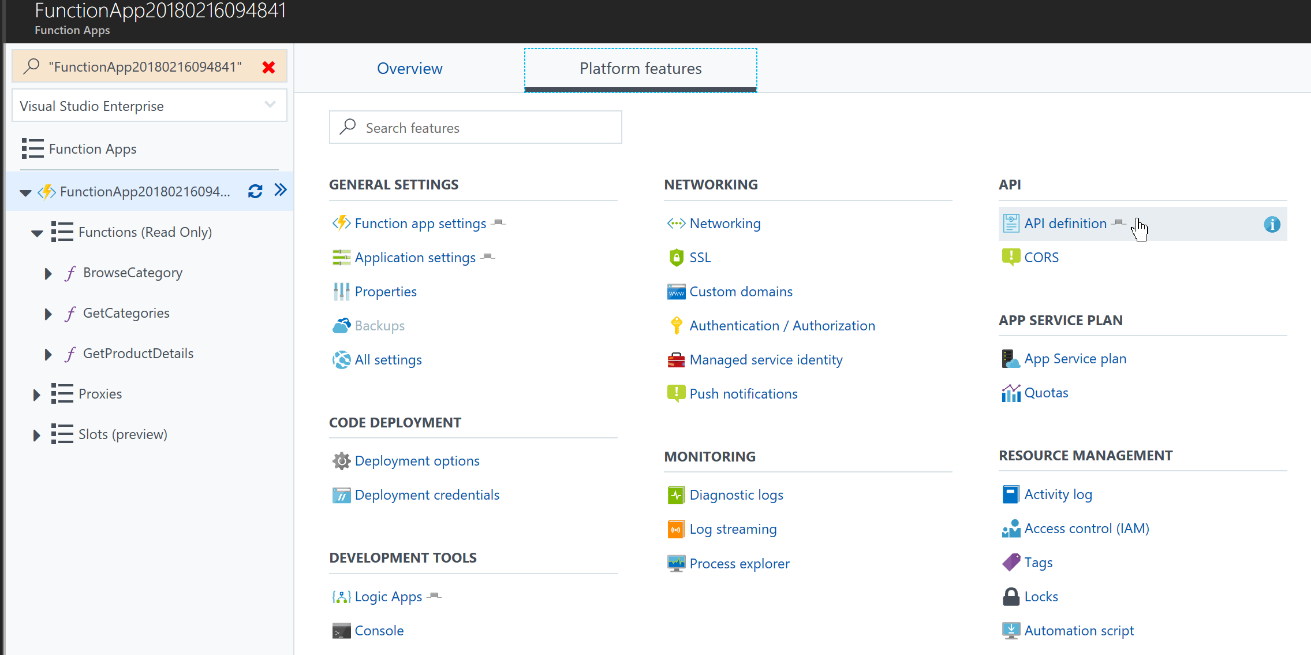 FunctionApp20180216094841
Function Apps
"FunctionApp20180216094841"
Visual Studio Enterprise
Function Apps
FunctionApp20180216094...
Functions (Read Only)
BrowseCategory
GetCategories
GetProductDetails
Proxies
Slots (preview)
Overview
Platform features
Search features
GENERAL SETTINGS
Function app settings
Application settings
Properties
Backups
All settings
CODE DEPLOYMENT
Deployment options
Deployment credentials
DEVELOPMENT TOOLS
Logic Apps
Console
NETWORKING
Networking
SSL
Custom domains
Authentication / Authorization
Managed service identity
Push notifications
MONITORING
Diagnostic logs
Log streaming
Process explorer
API
API definition
CORS
APP SERVICE PLAN
App Service plan
Quotas
RESOURCE MANAGEMENT
Activity log
Access control (IAM)
Tags
Locks
Automation script